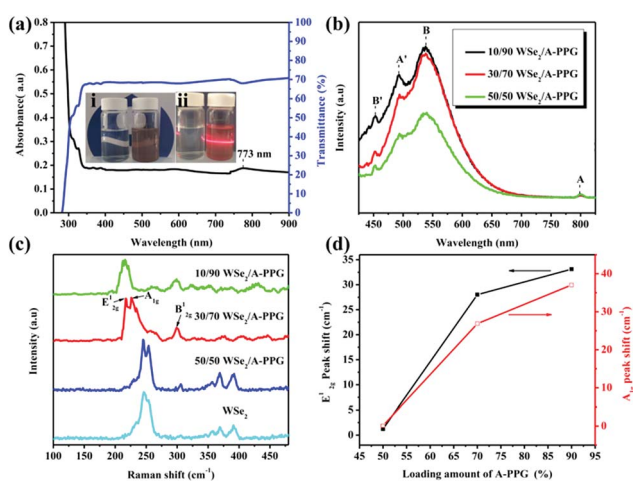 (a)
0.8
0.7
0.6
0.5
0.4
0.3
0.2
0.1
0.0
Absorbance( a.u)
100
90
80
70
60
50
40
30
20
10
0
Transmittance (%)
i
ii
773 nm
300 400 500 600 700 800 900
Wavelength (nm)
(b)
Intensity (a.u)
B'
A'
B
A
10/90 WSe₂/A-PPG
30/70 WSe₂/A-PPG
50/50 WSe₂/A-PPG
450 500 550 600 650 700 750 800
Wavelength (nm)
(c)
Intensity (a.u)
10/90 WSe₂/A-PPG
E¹₂g
A₁g
B¹₂g
30/70 WSe₂/A-PPG
50/50 WSe₂/A-PPG
WSe₂
100 150 200 250 300 350 400 450
Raman shift (cm⁻¹)
(d)
35
30
25
20
15
10
5
0
E¹₂g Peak shift (cm⁻¹)
40
30
20
10
0
A₁g peak shift (cm⁻¹)
50 60 70 80 90
Loading amount of A-PPG (%)